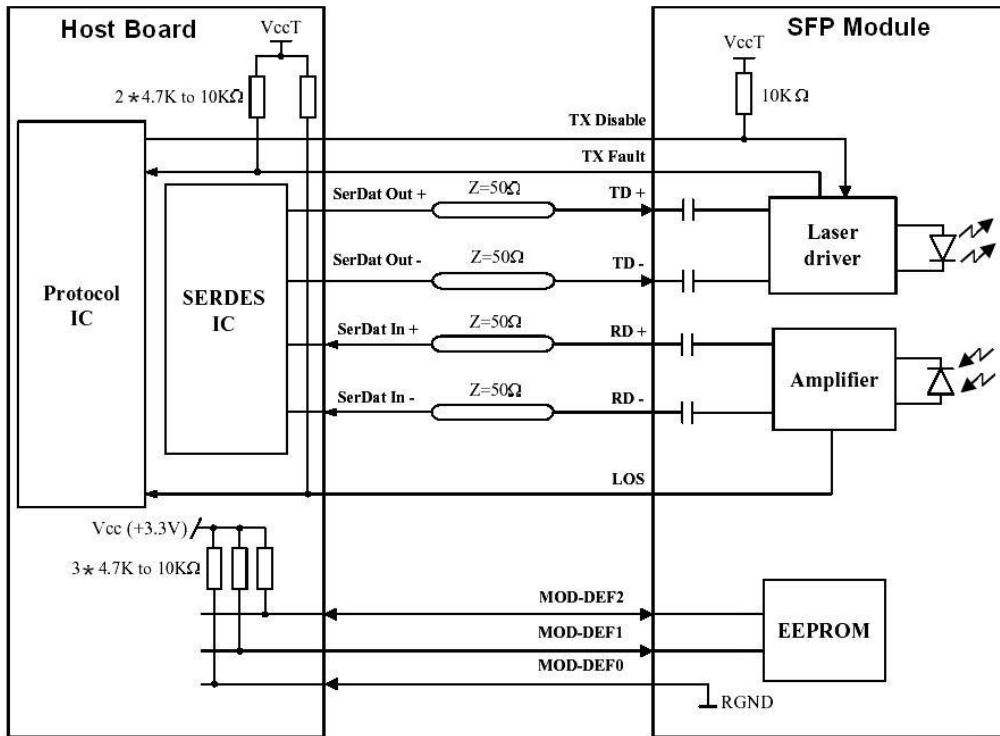 Host Board
SFP Module
VccT
VccT
2*4.7K to 10KΩ
10KΩ
TX Disable
TX Fault
SerDat Out +
Z=50Ω
TD +
Laser
driver
SerDat Out -
Z=50Ω
TD -
Protocol
IC
SERDES
IC
SerDat In +
Z=50Ω
RD +
Amplifier
SerDat In -
Z=50Ω
RD -
LOS
Vcc (+3.3V)
3*4.7K to 10KΩ
MOD-DEF2
MOD-DEF1
EEPROM
MOD-DEF0
RGND